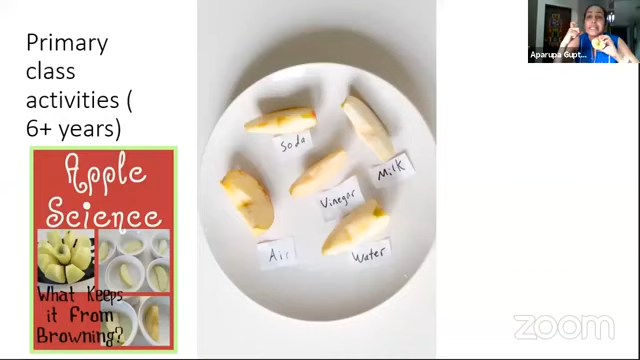 Primary
class
activities (
6+ years)
Apple
Science
What Keeps
it From
Browning?
Soda
Milk
Vinegar
Air
Water
Aparupa Gupt...
zoom